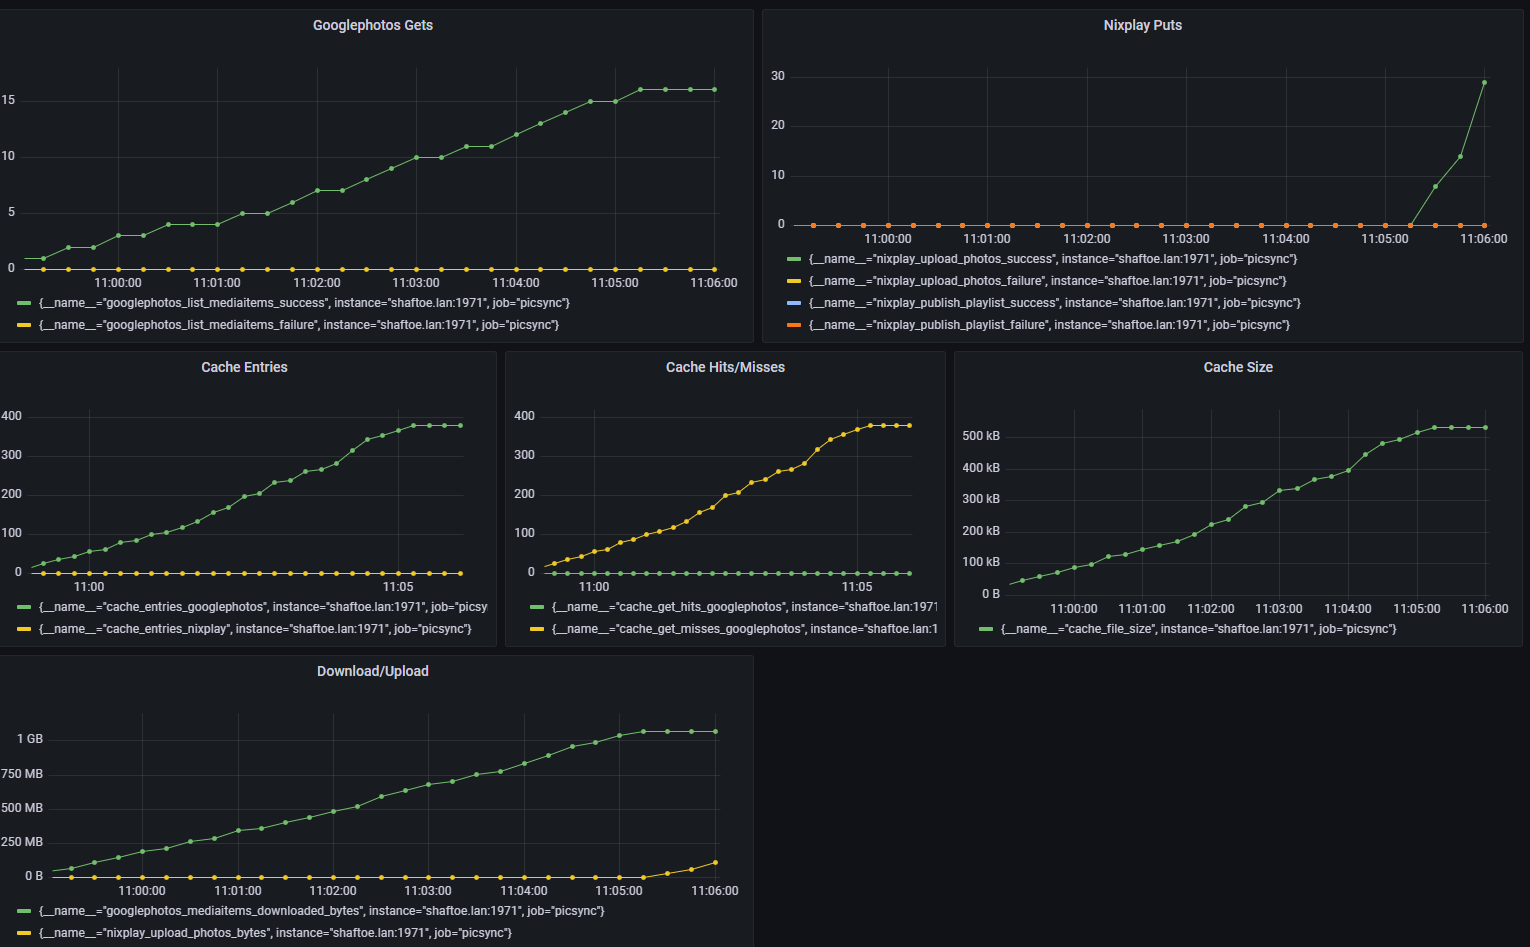 Googlephotos Gets
15
10
5
0
11:00:00 11:01:00 11:02:00 11:03:00 11:04:00 11:05:00 11:06:00
{__name__="googlephotos_list_mediaitems_success", instance="shaftoe.lan:1971", job="picsync"}
{__name__="googlephotos_list_mediaitems_failure", instance="shaftoe.lan:1971", job="picsync"}
Nixplay Puts
30
20
10
0
11:00:00 11:01:00 11:02:00 11:03:00 11:04:00 11:05:00 11:06:00
{__name__="nixplay_upload_photos_success", instance="shaftoe.lan:1971", job="picsync"}
{__name__="nixplay_upload_photos_failure", instance="shaftoe.lan:1971", job="picsync"}
{__name__="nixplay_publish_playlist_success", instance="shaftoe.lan:1971", job="picsync"}
{__name__="nixplay_publish_playlist_failure", instance="shaftoe.lan:1971", job="picsync"}
Cache Entries
400
300
200
100
0
11:00 11:05
{__name__="cache_entries_googlephotos", instance="shaftoe.lan:1971", job="picsy
{__name__="cache_entries_nixplay", instance="shaftoe.lan:1971", job="picsync"}
Cache Hits/Misses
400
300
200
100
0
11:00 11:05
{__name__="cache_get_hits_googlephotos", instance="shaftoe.lan:1971
{__name__="cache_get_misses_googlephotos", instance="shaftoe.lan:1
Cache Size
500 kB
400 kB
300 kB
200 kB
100 kB
0 B
11:00:00 11:01:00 11:02:00 11:03:00 11:04:00 11:05:00 11:06:00
{__name__="cache_file_size", instance="shaftoe.lan:1971", job="picsync"}
Download/Upload
1 GB
750 MB
500 MB
250 MB
0 B
11:00:00 11:01:00 11:02:00 11:03:00 11:04:00 11:05:00 11:06:00
{__name__="googlephotos_mediaitems_downloaded_bytes", instance="shaftoe.lan:1971", job="picsync"}
{__name__="nixplay_upload_photos_bytes", instance="shaftoe.lan:1971", job="picsync"}